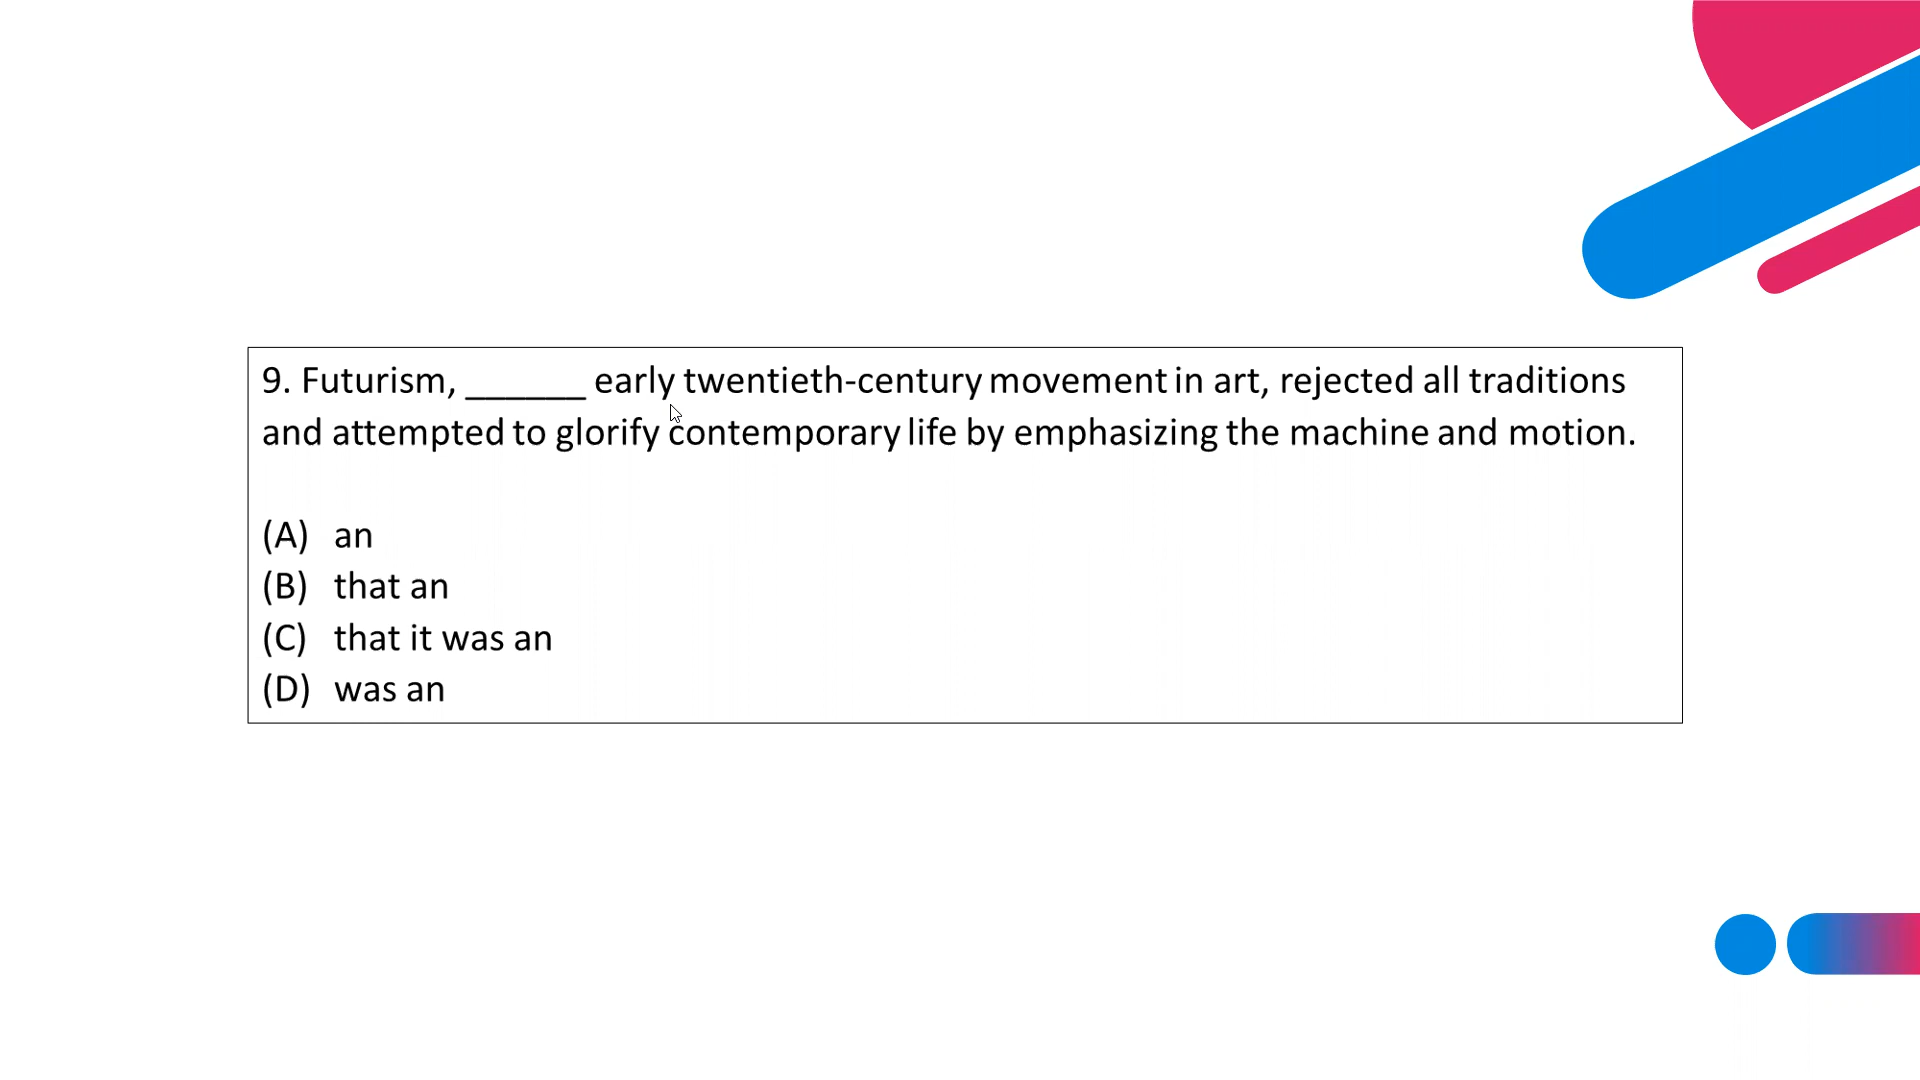 9. Futurism, ______ early twentieth-century movement in art, rejected all traditions
and attempted to glorify contemporary life by emphasizing the machine and motion.
(A) an
(B) that an
(C) that it was an
(D) was an